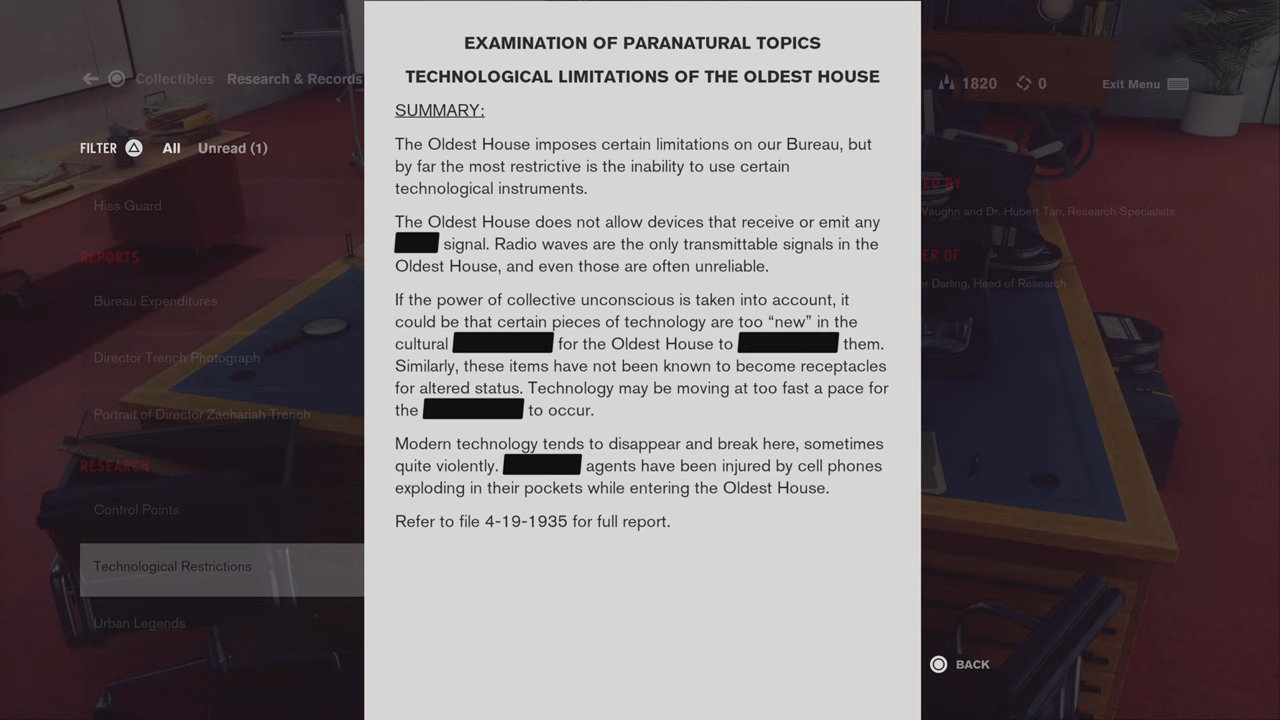 EXAMINATION OF PARANATURAL TOPICS
TECHNOLOGICAL LIMITATIONS OF THE OLDEST HOUSE
SUMMARY:
The Oldest House imposes certain limitations on our Bureau, but
by far the most restrictive is the inability to use certain
technological instruments.
The Oldest House does not allow devices that receive or emit any
signal. Radio waves are the only transmittable signals in the
Oldest House, and even those are often unreliable.
If the power of collective unconscious is taken into account, it
could be that certain pieces of technology are too “new” in the
cultural for the Oldest House to them.
Similarly, these items have not been known to become receptacles
for altered status. Technology may be moving at too fast a pace for
the to occur.
Modern technology tends to disappear and break here, sometimes
quite violently. agents have been injured by cell phones
exploding in their pockets while entering the Oldest House.
Refer to file 4-19-1935 for full report.
Collectibles Research & Records
FILTER All Unread (1)
Hiss Guard
REPORTS
Bureau Expenditures
Director Trench Photograph
Portrait of Director Zachariah Trench
RESEARCH
Control Points
Technological Restrictions
Urban Legends
1820 0 Exit Menu
ED BY
Vaughn and Dr. Hubert Tan, Research Specialists
ER OF
er Darling, Head of Research
BACK